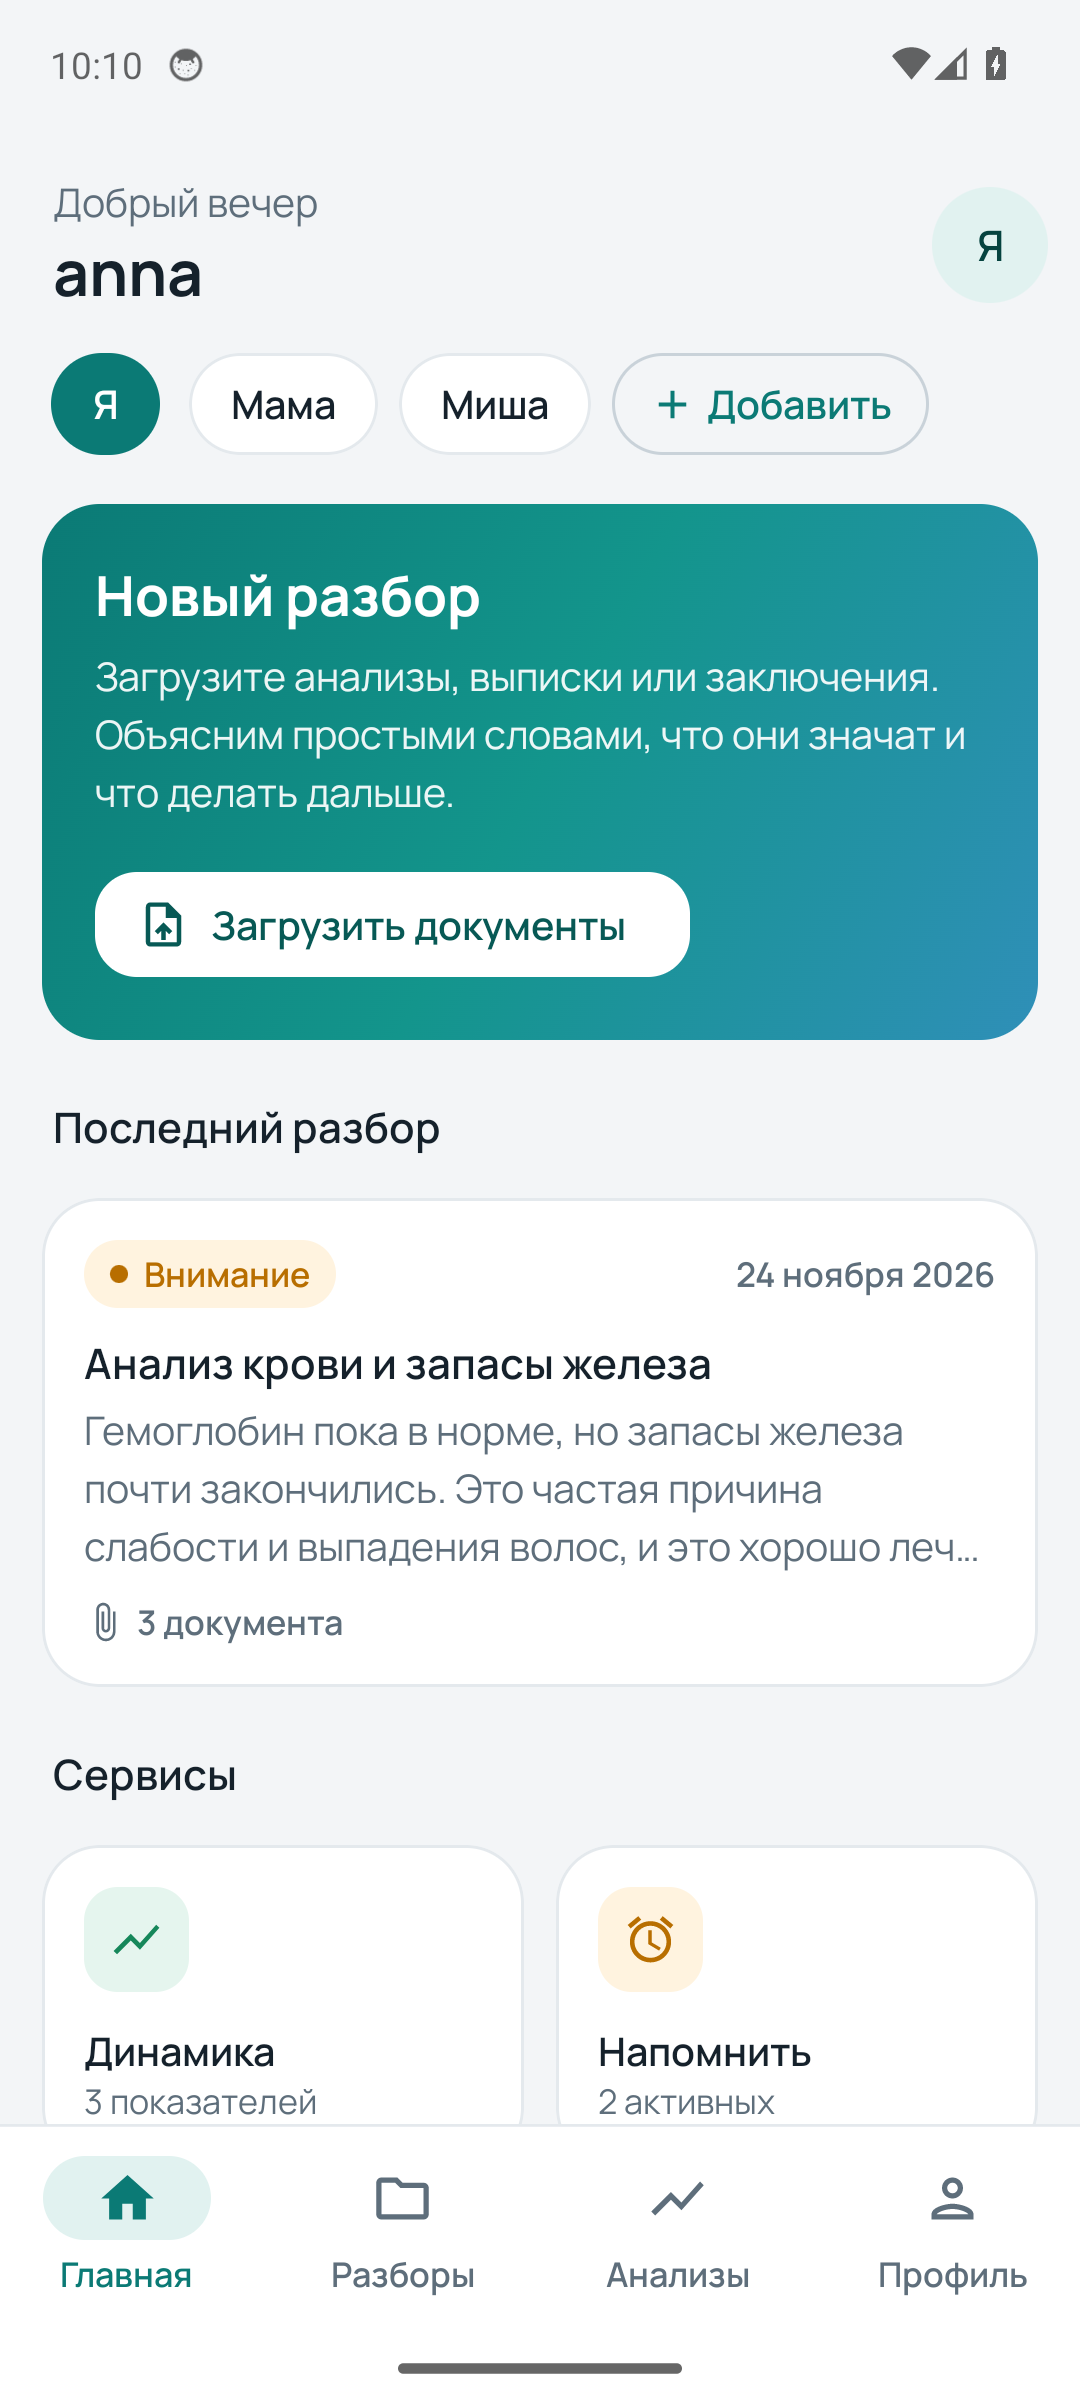 10:10
Добрый вечер
anna
Я
Я
Мама
Миша
+ Добавить
Новый разбор
Загрузите анализы, выписки или заключения.
Объясним простыми словами, что они значат и
что делать дальше.
Загрузить документы
Последний разбор
Внимание
24 ноября 2026
Анализ крови и запасы железа
Гемоглобин пока в норме, но запасы железа
почти закончились. Это частая причина
слабости и выпадения волос, и это хорошо леч...
3 документа
Сервисы
Динамика
3 показателей
Напомнить
2 активных
Главная
Разборы
Анализы
Профиль